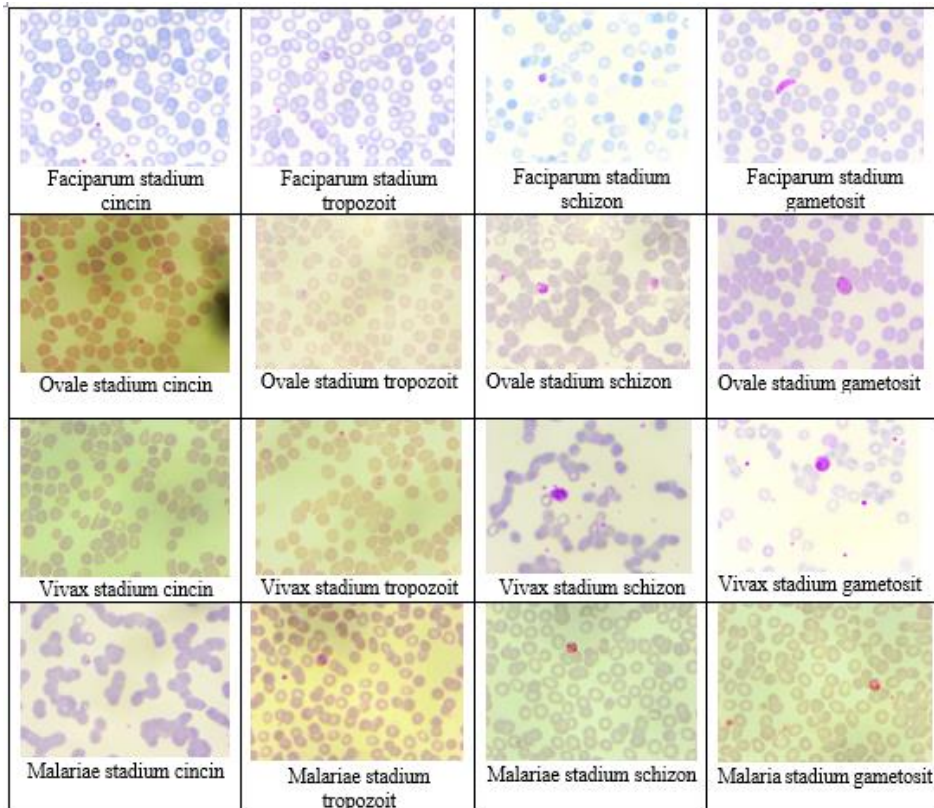 Faciparum stadium
cincin
Faciparum stadium
tropozoit
Faciparum stadium
schizon
Faciparum stadium
gametosit
Ovale stadium cincin
Ovale stadium tropozoit
Ovale stadium schizon
Ovale stadium gametosit
Vivax stadium cincin
Vivax stadium tropozoit
Vivax stadium schizon
Vivax stadium gametosit
Malariae stadium cincin
Malariae stadium
tropozoit
Malariae stadium schizon
Malaria stadium gametosit